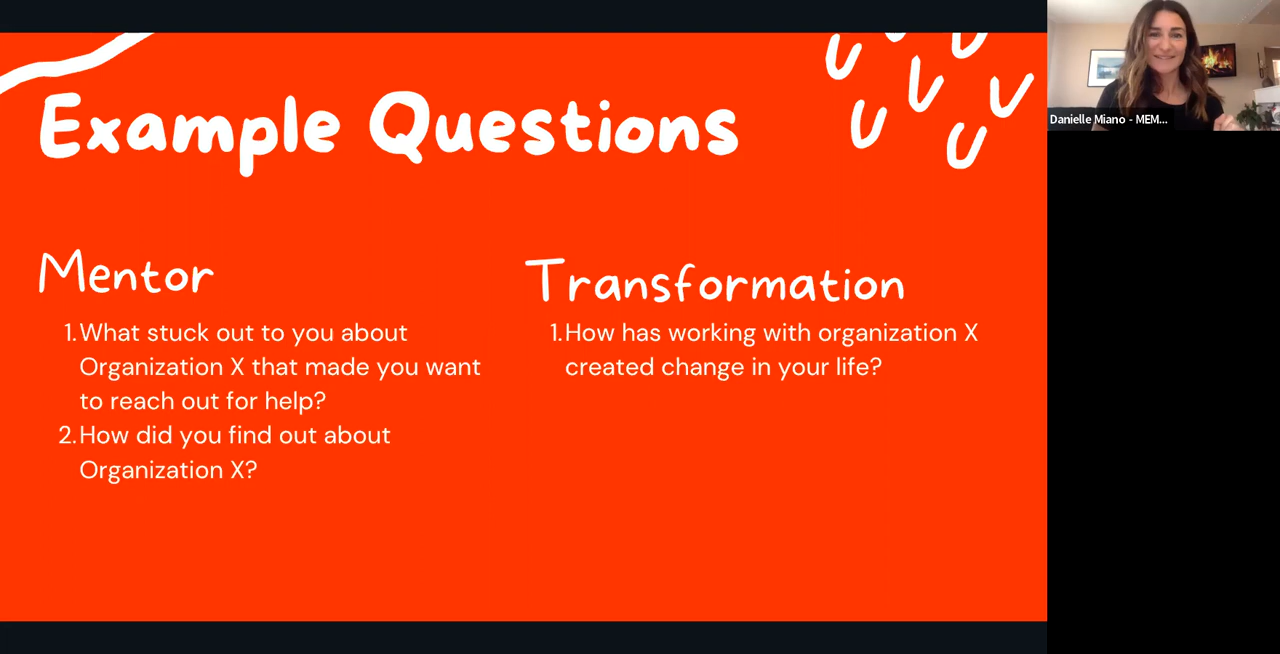 Example Questions
Mentor
1.What stuck out to you about
Organization X that made you want
to reach out for help?
2.How did you find out about
Organization X?
Transformation
1.How has working with organization X
created change in your life?
Danielle Miano - MEM...